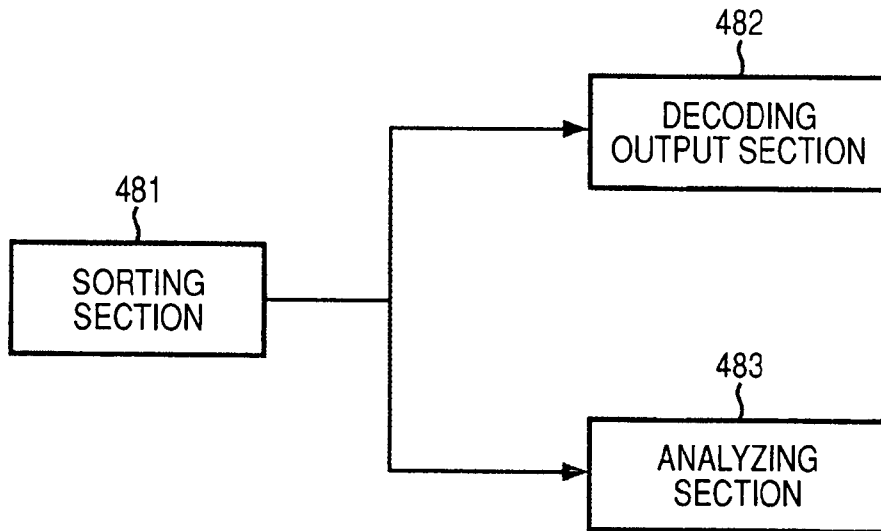 482
DECODING
OUTPUT SECTION
481
SORTING
SECTION
483
ANALYZING
SECTION